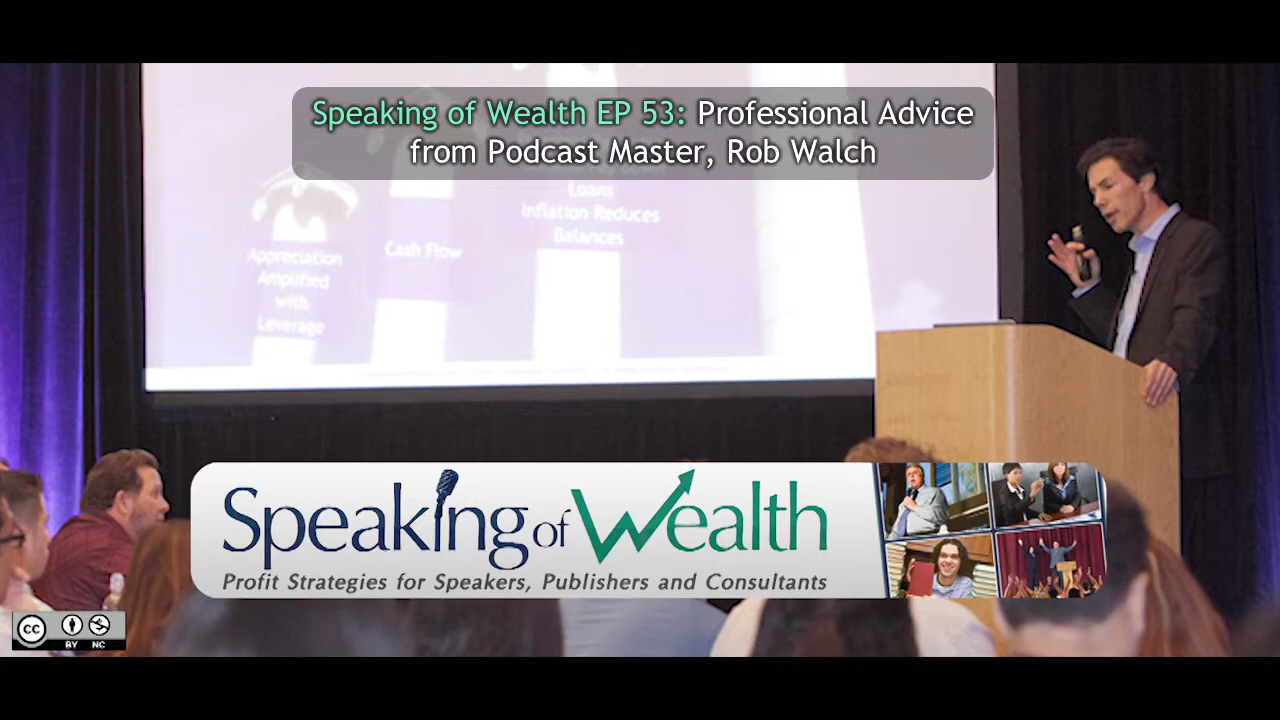 Speaking of Wealth EP 53: Professional Advice
from Podcast Master, Rob Walch
Loans
Inflation Reduces
Balances
Cash Flow
Appreciation
Amplified
with
Leverage
Speaking of Wealth
Profit Strategies for Speakers, Publishers and Consultants
cc
BY NC